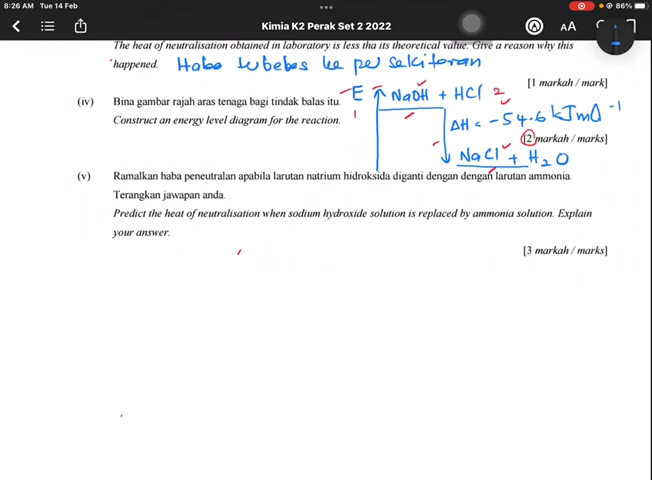 8:26 AM Tue 14 Feb
86%
Kimia K2 Perak Set 2 2022
AA
The heat of neutralisation obtained in laboratory is less tha its theoretical value. Give a reason why this
happened. Haba terbebas ke persekitaran
[1 markah / mark]
(iv) Bina gambar rajah aras tenaga bagi tindak balas itu. E NaOH + HCl 2
Construct an energy level diagram for the reaction. 1
ΔH = -54.6 kJmol -1
[2 markah / marks]
NaCl + H2O
(v) Ramalkan haba peneutralan apabila larutan natrium hidroksida diganti dengan dengan larutan ammonia.
Terangkan jawapan anda.
Predict the heat of neutralisation when sodium hydroxide solution is replaced by ammonia solution. Explain
your answer.
[3 markah / marks]